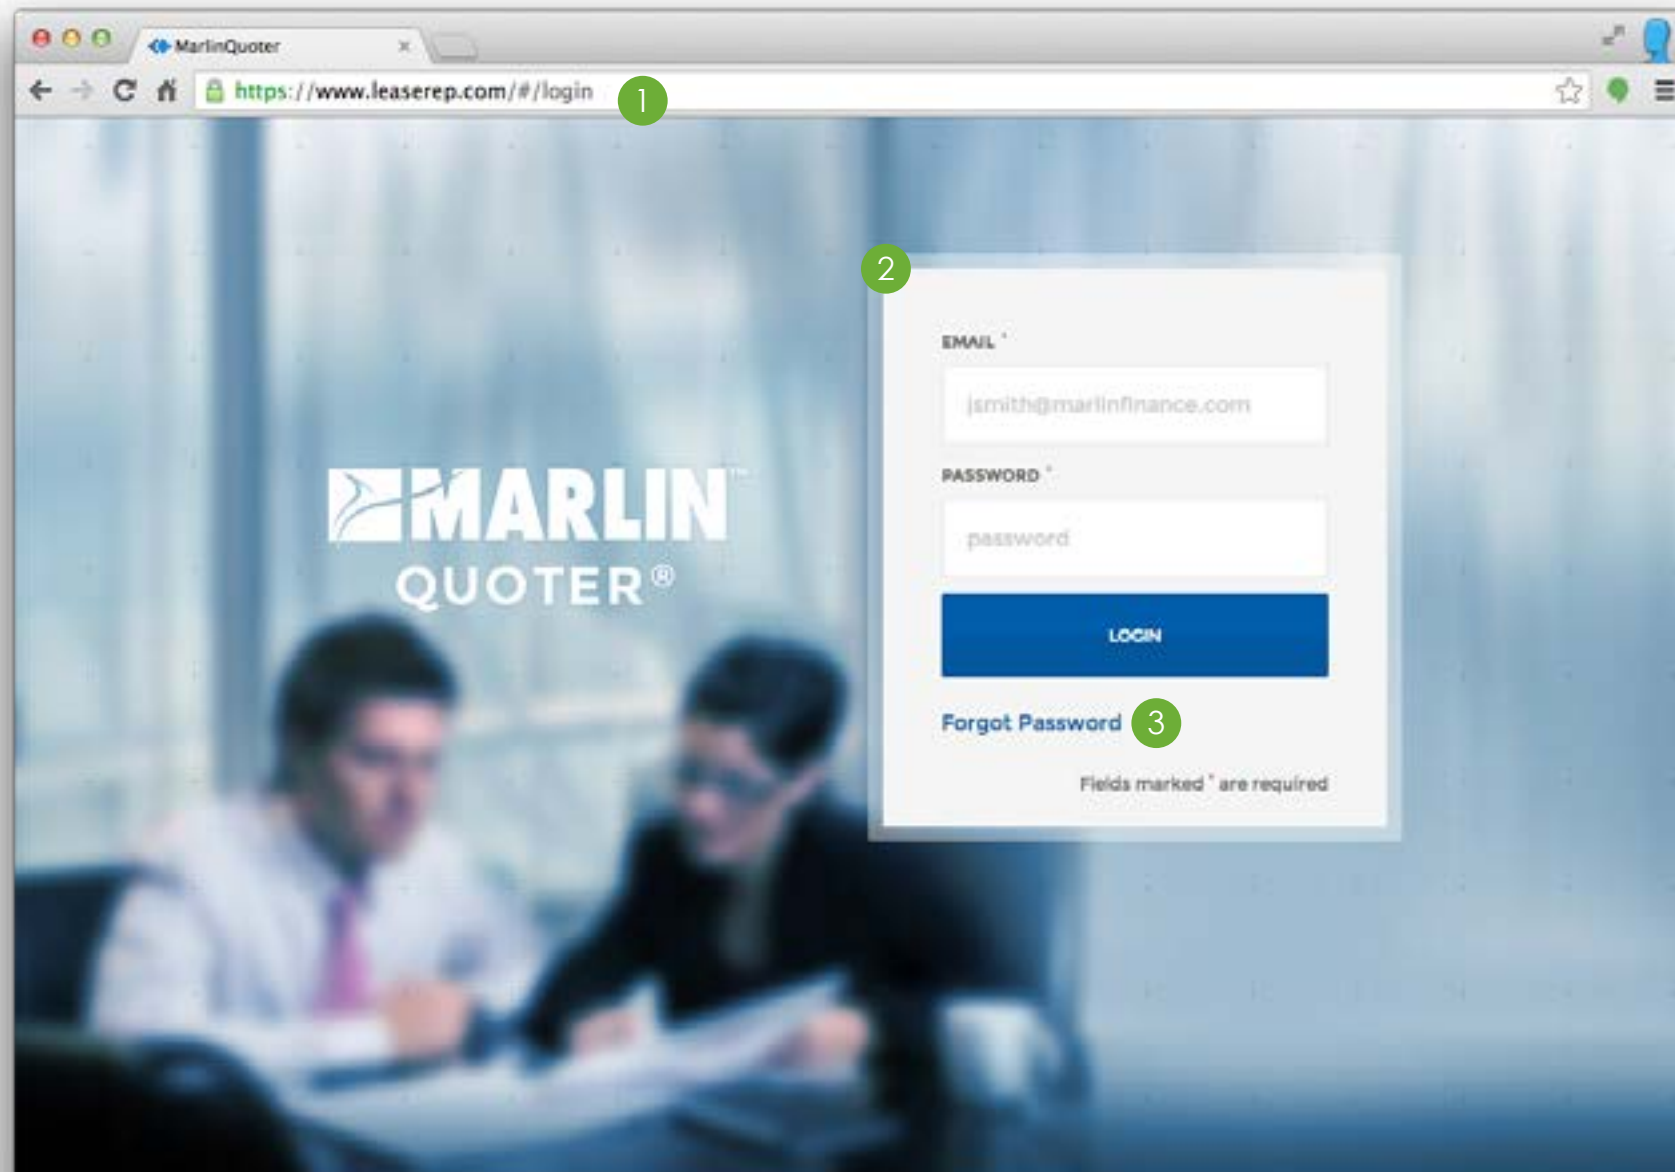 MarlinQuoter
https://www.leaserep.com/#/login
1
2
EMAIL *
jsmith@marlinfinance.com
PASSWORD *
password
MARLIN™
QUOTER®
LOGIN
Forgot Password 3
Fields marked * are required